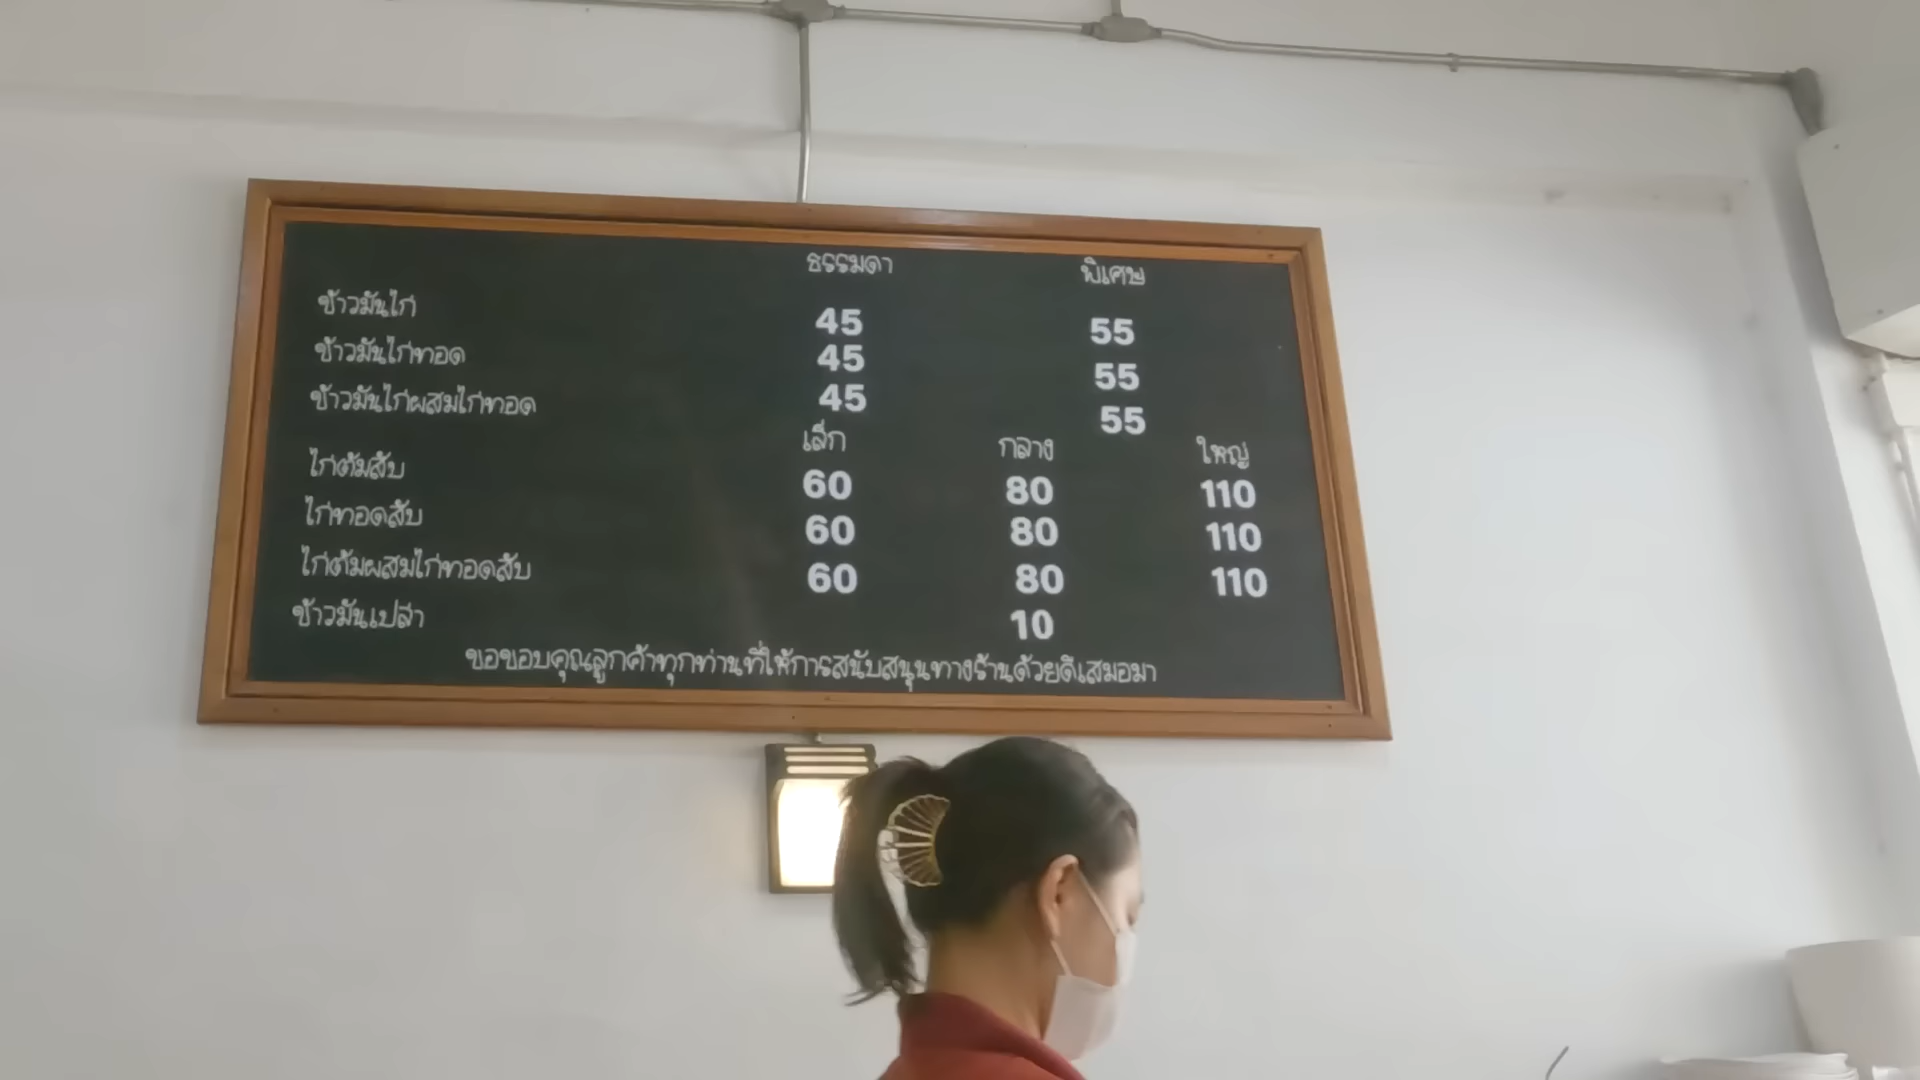 ธรรมดา พิเศษ
ข้าวมันไก่ 45 55
ข้าวมันไก่ทอด 45 55
ข้าวมันไก่ผสมไก่ทอด 45 55
เล็ก กลาง ใหญ่
ไก่ต้มสับ 60 80 110
ไก่ทอดสับ 60 80 110
ไก่ต้มผสมไก่ทอดสับ 60 80 110
ข้าวมันเปล่า 10
ขอขอบคุณลูกค้าทุกท่านที่ให้การสนับสนุนทางร้านด้วยดีเสมอมา